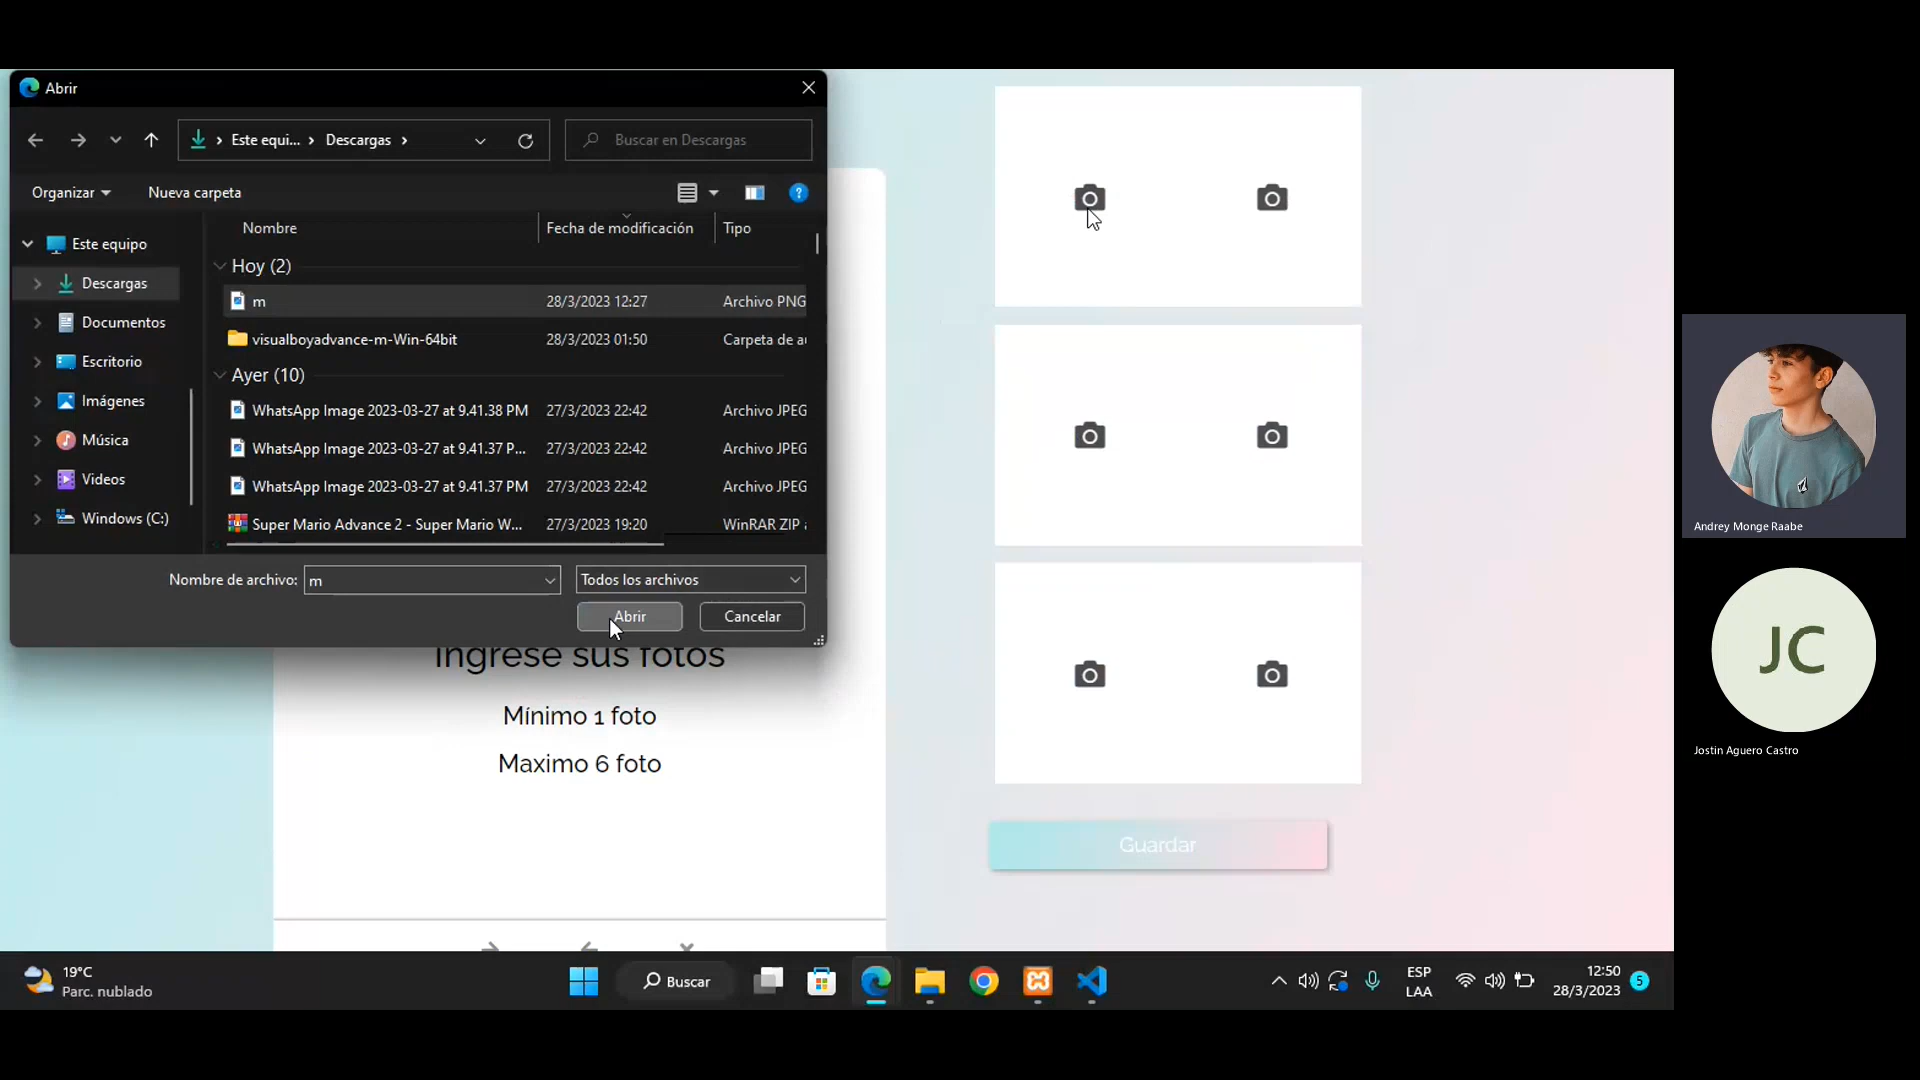 Abrir
Este equi...
Descargas
Buscar en Descargas
Organizar
Nueva carpeta
Nombre
Fecha de modificación
Tipo
Este equipo
Descargas
Documentos
Escritorio
Imágenes
Música
Videos
Windows (C:)
Hoy (2)
m 28/3/2023 12:27 Archivo PNG
visualboyadvance-m-Win-64bit 28/3/2023 01:50 Carpeta de a
Ayer (10)
WhatsApp Image 2023-03-27 at 9.41.38 PM 27/3/2023 22:42 Archivo JPEG
WhatsApp Image 2023-03-27 at 9.41.37 P... 27/3/2023 22:42 Archivo JPEG
WhatsApp Image 2023-03-27 at 9.41.37 PM 27/3/2023 22:42 Archivo JPEG
Super Mario Advance 2 - Super Mario W... 27/3/2023 19:20 WinRAR ZIP
Nombre de archivo: m
Todos los archivos
Abrir
Cancelar
Ingrese sus fotos
Mínimo 1 foto
Maximo 6 foto
Guardar
Andrey Monge Raabe
JC
Jostin Aguero Castro
19°C
Parc. nublado
Buscar
ESP
LAA
12:50
28/3/2023
5